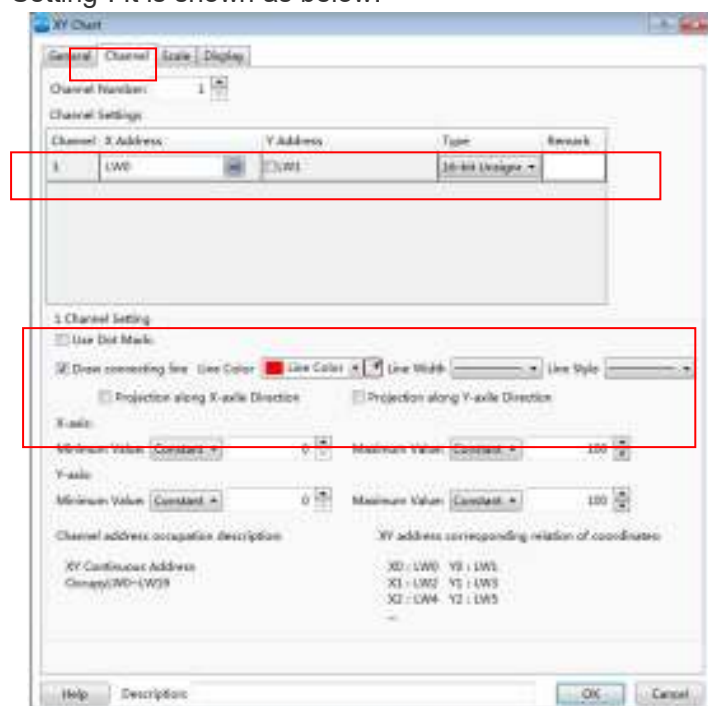 Setting . It is shown as below:
XY Chart
General Channel Scale Display
Channel Number: 1
Channel Settings
Channel X Address Y Address Type Remark
1 LW0 LW1 16-bit Unsigne
1 Channel Setting
Use Dot Mark:
Draw connecting line Line Color Line Color Line Width Line Style
Projection along X-axile Direction Projection along Y-axile Direction
X-axle:
Minimum Value: Constant 0 Maximum Value: Constant 100
Y-axle
Minimum Value: Constant 0 Maximum Value: Constant 100
Channel address occupation description: XY address corresponding relation of coordinates:
XY Continuous Address X0 : LW0 Y0 : LW1
Occupy:LW0~LW19 X1 : LW2 Y1 : LW3
X2 : LW4 Y2 : LW5
...
Help Description: OK Cancel